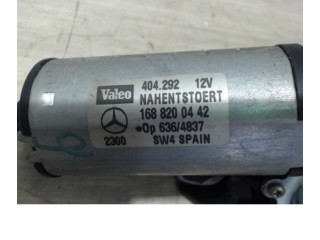 Valeo 404.292 12V
NAHENTSTOERT
168 820 04 42
*Op 636/4837
2300 SW4 SPAIN